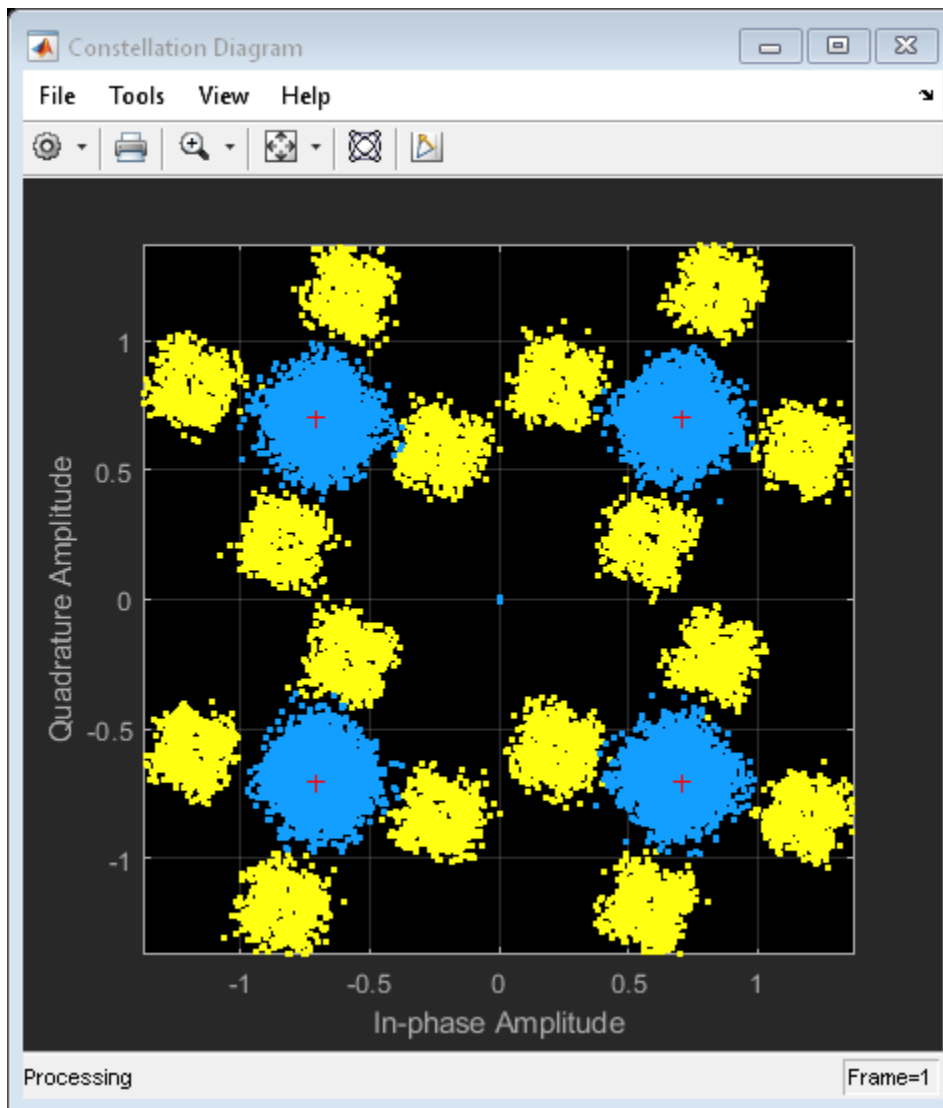 Constellation Diagram
File Tools View Help
1
0.5
0
-0.5
-1
Quadrature Amplitude
-1 -0.5 0 0.5 1
In-phase Amplitude
Processing Frame=1